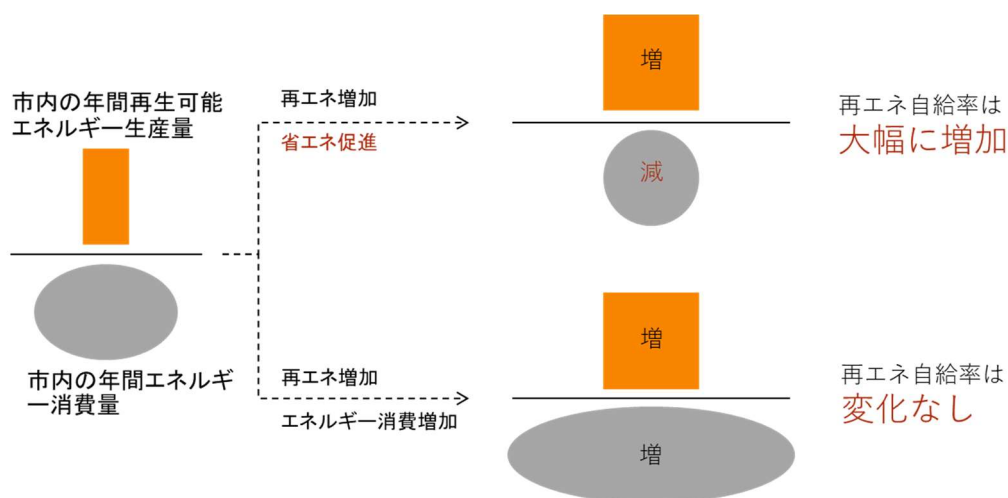 市内の年間再生可能
エネルギー生産量
市内の年間エネルギ
ー消費量
再エネ増加
省エネ促進
増
減
再エネ自給率は
大幅に増加
再エネ増加
エネルギー消費増加
増
増
再エネ自給率は
変化なし